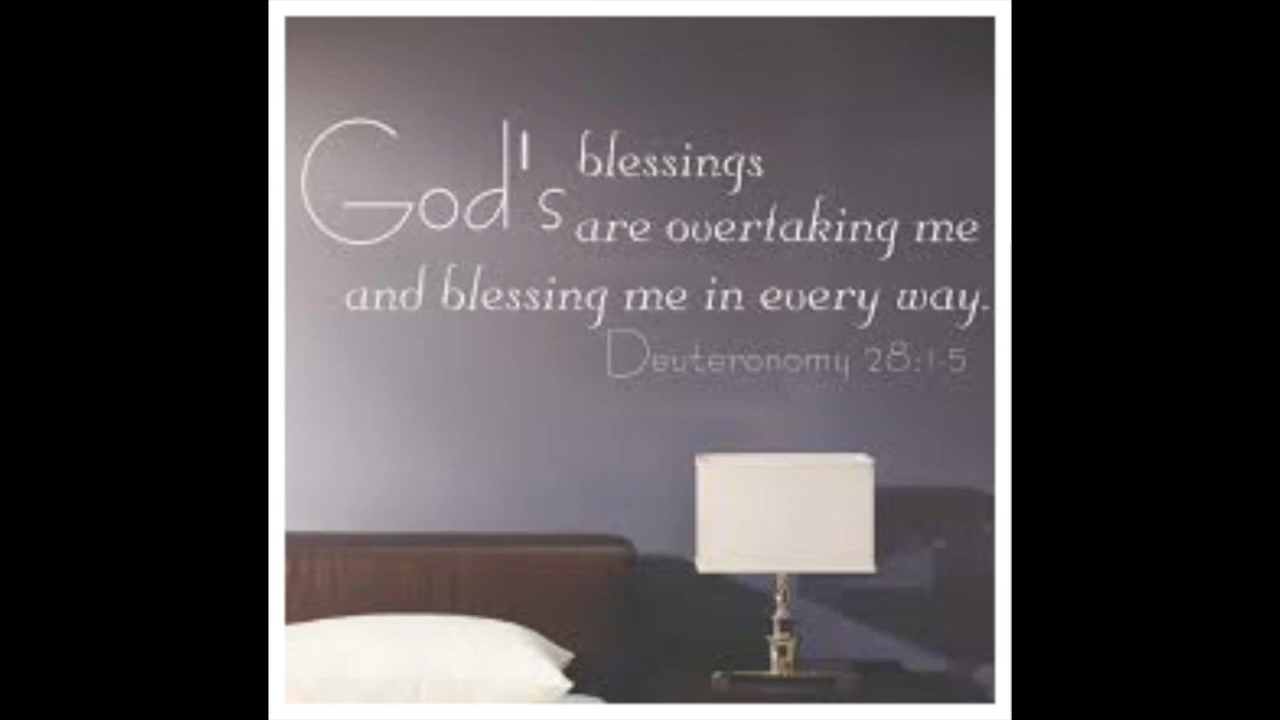 God's blessings
are overtaking me
and blessing me in every way.
Deuteronomy 28:1-5